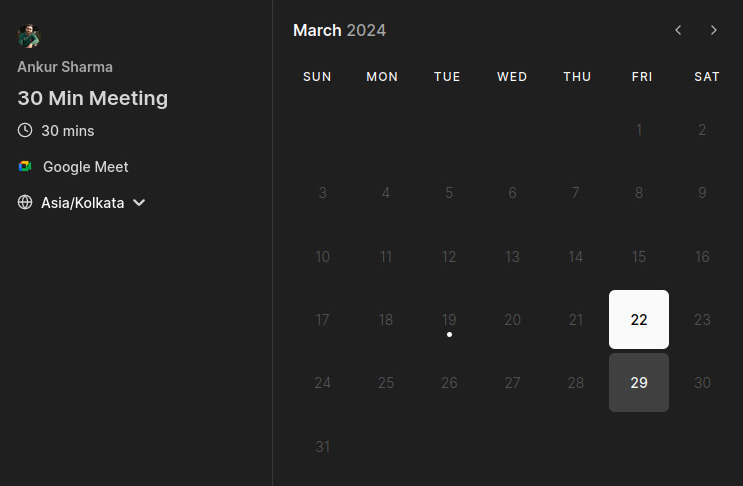 Ankur Sharma
30 Min Meeting
30 mins
Google Meet
Asia/Kolkata
March 2024
SUN MON TUE WED THU FRI SAT
1 2
3 4 5 6 7 8 9
10 11 12 13 14 15 16
17 18 19 20 21 22 23
24 25 26 27 28 29 30
31